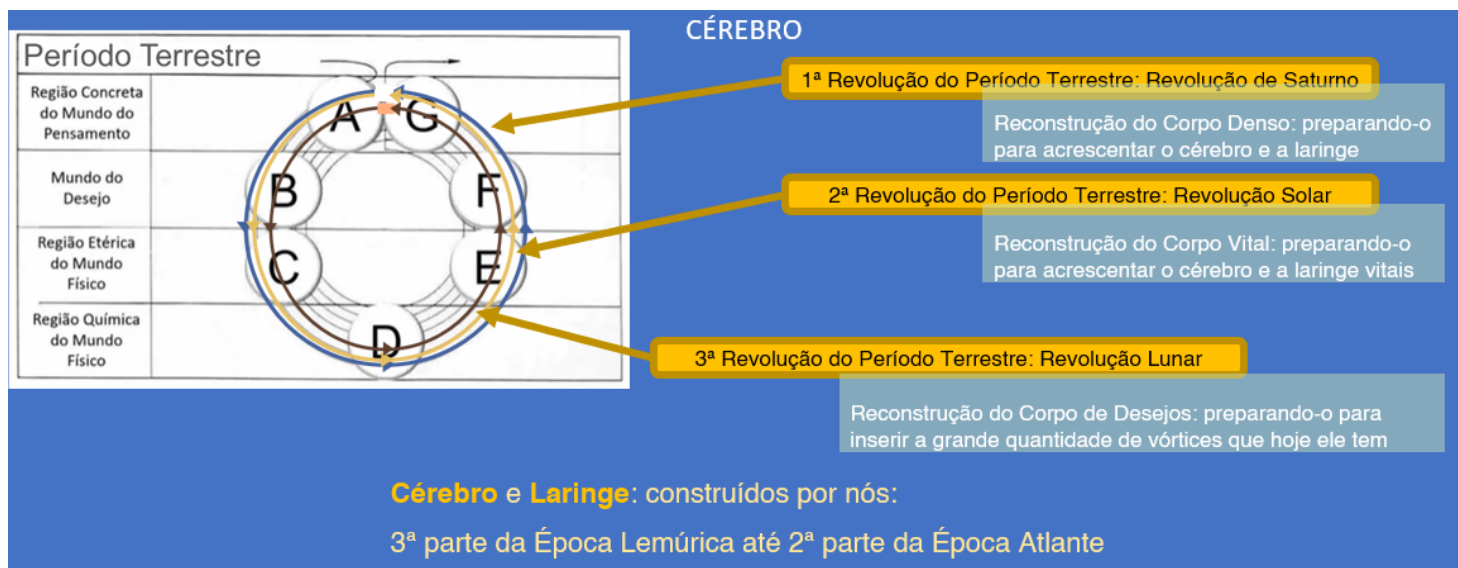 CÉREBRO
Período Terrestre
Região Concreta
do Mundo do
Pensamento
Mundo do
Desejo
Região Etérica
do Mundo
Físico
Região Química
do Mundo
Físico
A
G
B
F
C
E
D
1ª Revolução do Período Terrestre: Revolução de Saturno
Reconstrução do Corpo Denso: preparando-o
para acrescentar o cérebro e a laringe
2ª Revolução do Período Terrestre: Revolução Solar
Reconstrução do Corpo Vital: preparando-o
para acrescentar o cérebro e a laringe vitais
3ª Revolução do Período Terrestre: Revolução Lunar
Reconstrução do Corpo de Desejos: preparando-o para
inserir a grande quantidade de vórtices que hoje ele tem
Cérebro e Laringe: construídos por nós:
3ª parte da Época Lemúrica até 2ª parte da Época Atlante